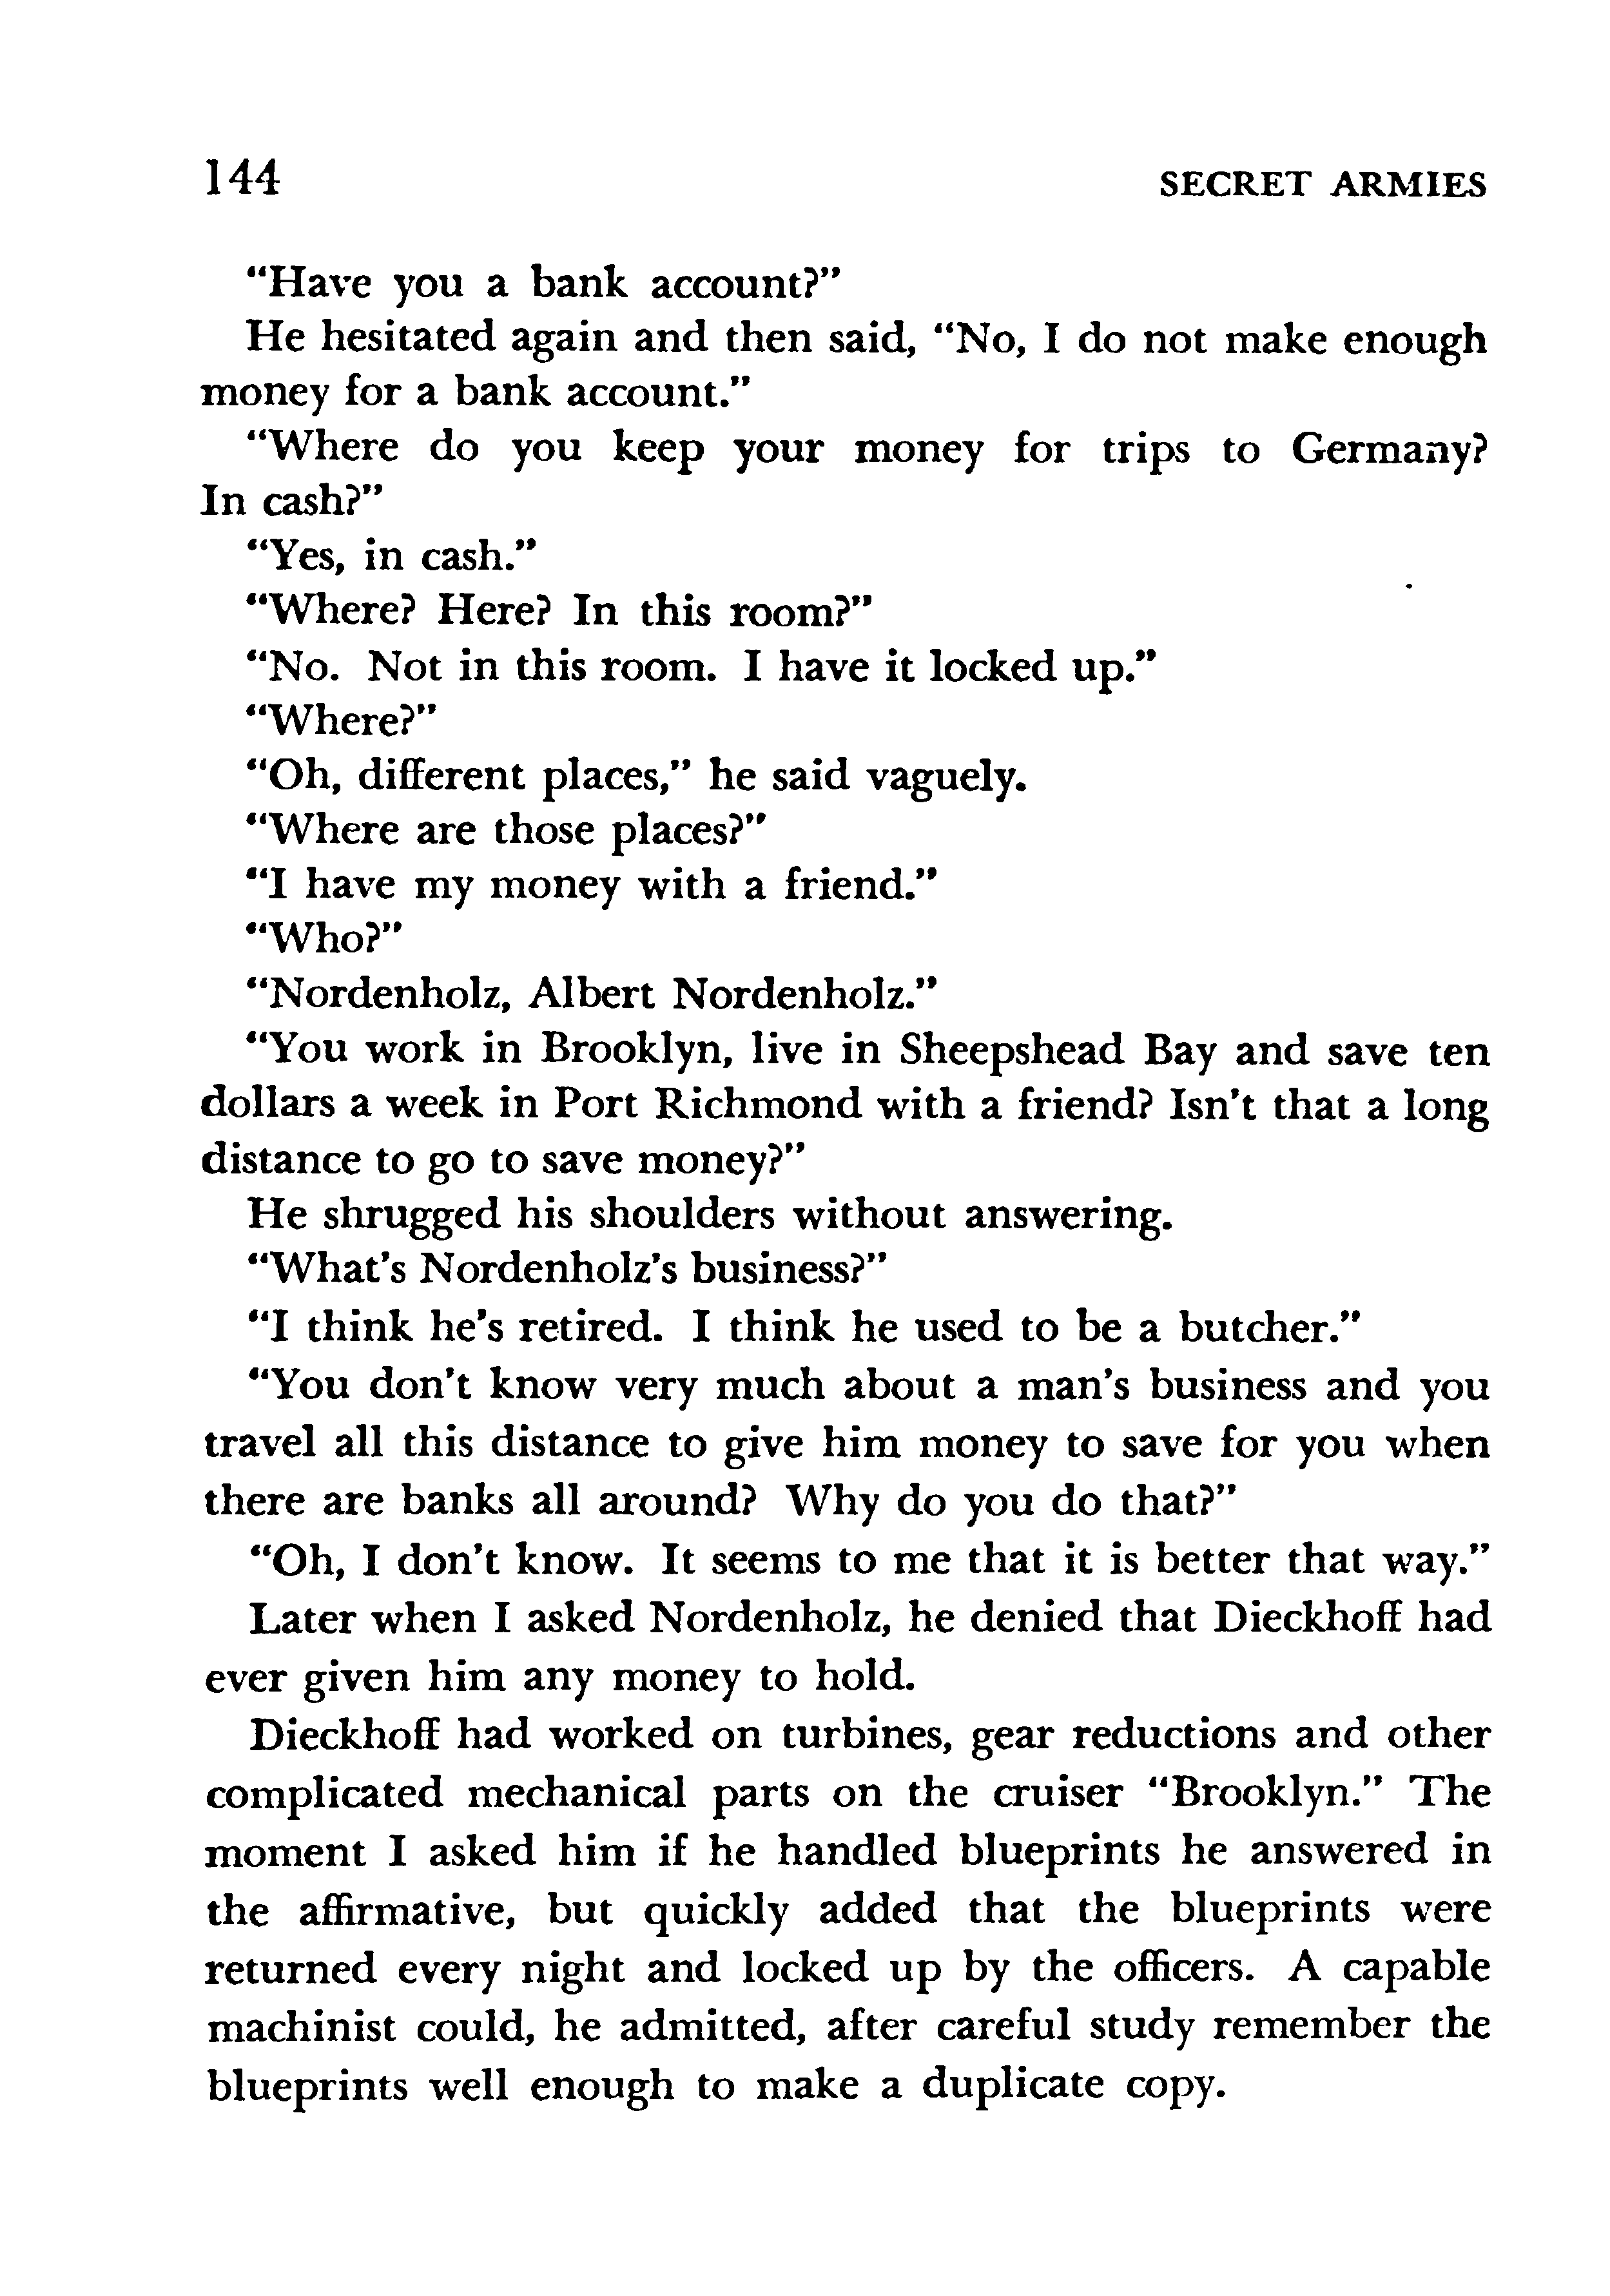 144 SECRET ARMIES
“Have you a bank account?”
He hesitated again and then said, “No, I do not make enough
money for a bank account.”
“Where do you keep your money for trips to Germany?
In cash?”
“Yes, in cash.”
“Where? Here? In this room?”
“No. Not in this room. I have it locked up.”
“Where?”
“Oh, different places,” he said vaguely.
“Where are those places?”
“I have my money with a friend.”
“Who?”
“Nordenholz, Albert Nordenholz.”
“You work in Brooklyn, live in Sheepshead Bay and save ten
dollars a week in Port Richmond with a friend? Isn't that a long
distance to go to save money?”
He shrugged his shoulders without answering.
“What's Nordenholz's business?”
“I think he's retired. I think he used to be a butcher.”
“You don't know very much about a man's business and you
travel all this distance to give him money to save for you when
there are banks all around? Why do you do that?”
“Oh, I don't know. It seems to me that it is better that way.”
Later when I asked Nordenholz, he denied that Dieckhoff had
ever given him any money to hold.
Dieckhoff had worked on turbines, gear reductions and other
complicated mechanical parts on the cruiser “Brooklyn.” The
moment I asked him if he handled blueprints he answered in
the affirmative, but quickly added that the blueprints were
returned every night and locked up by the officers. A capable
machinist could, he admitted, after careful study remember the
blueprints well enough to make a duplicate copy.